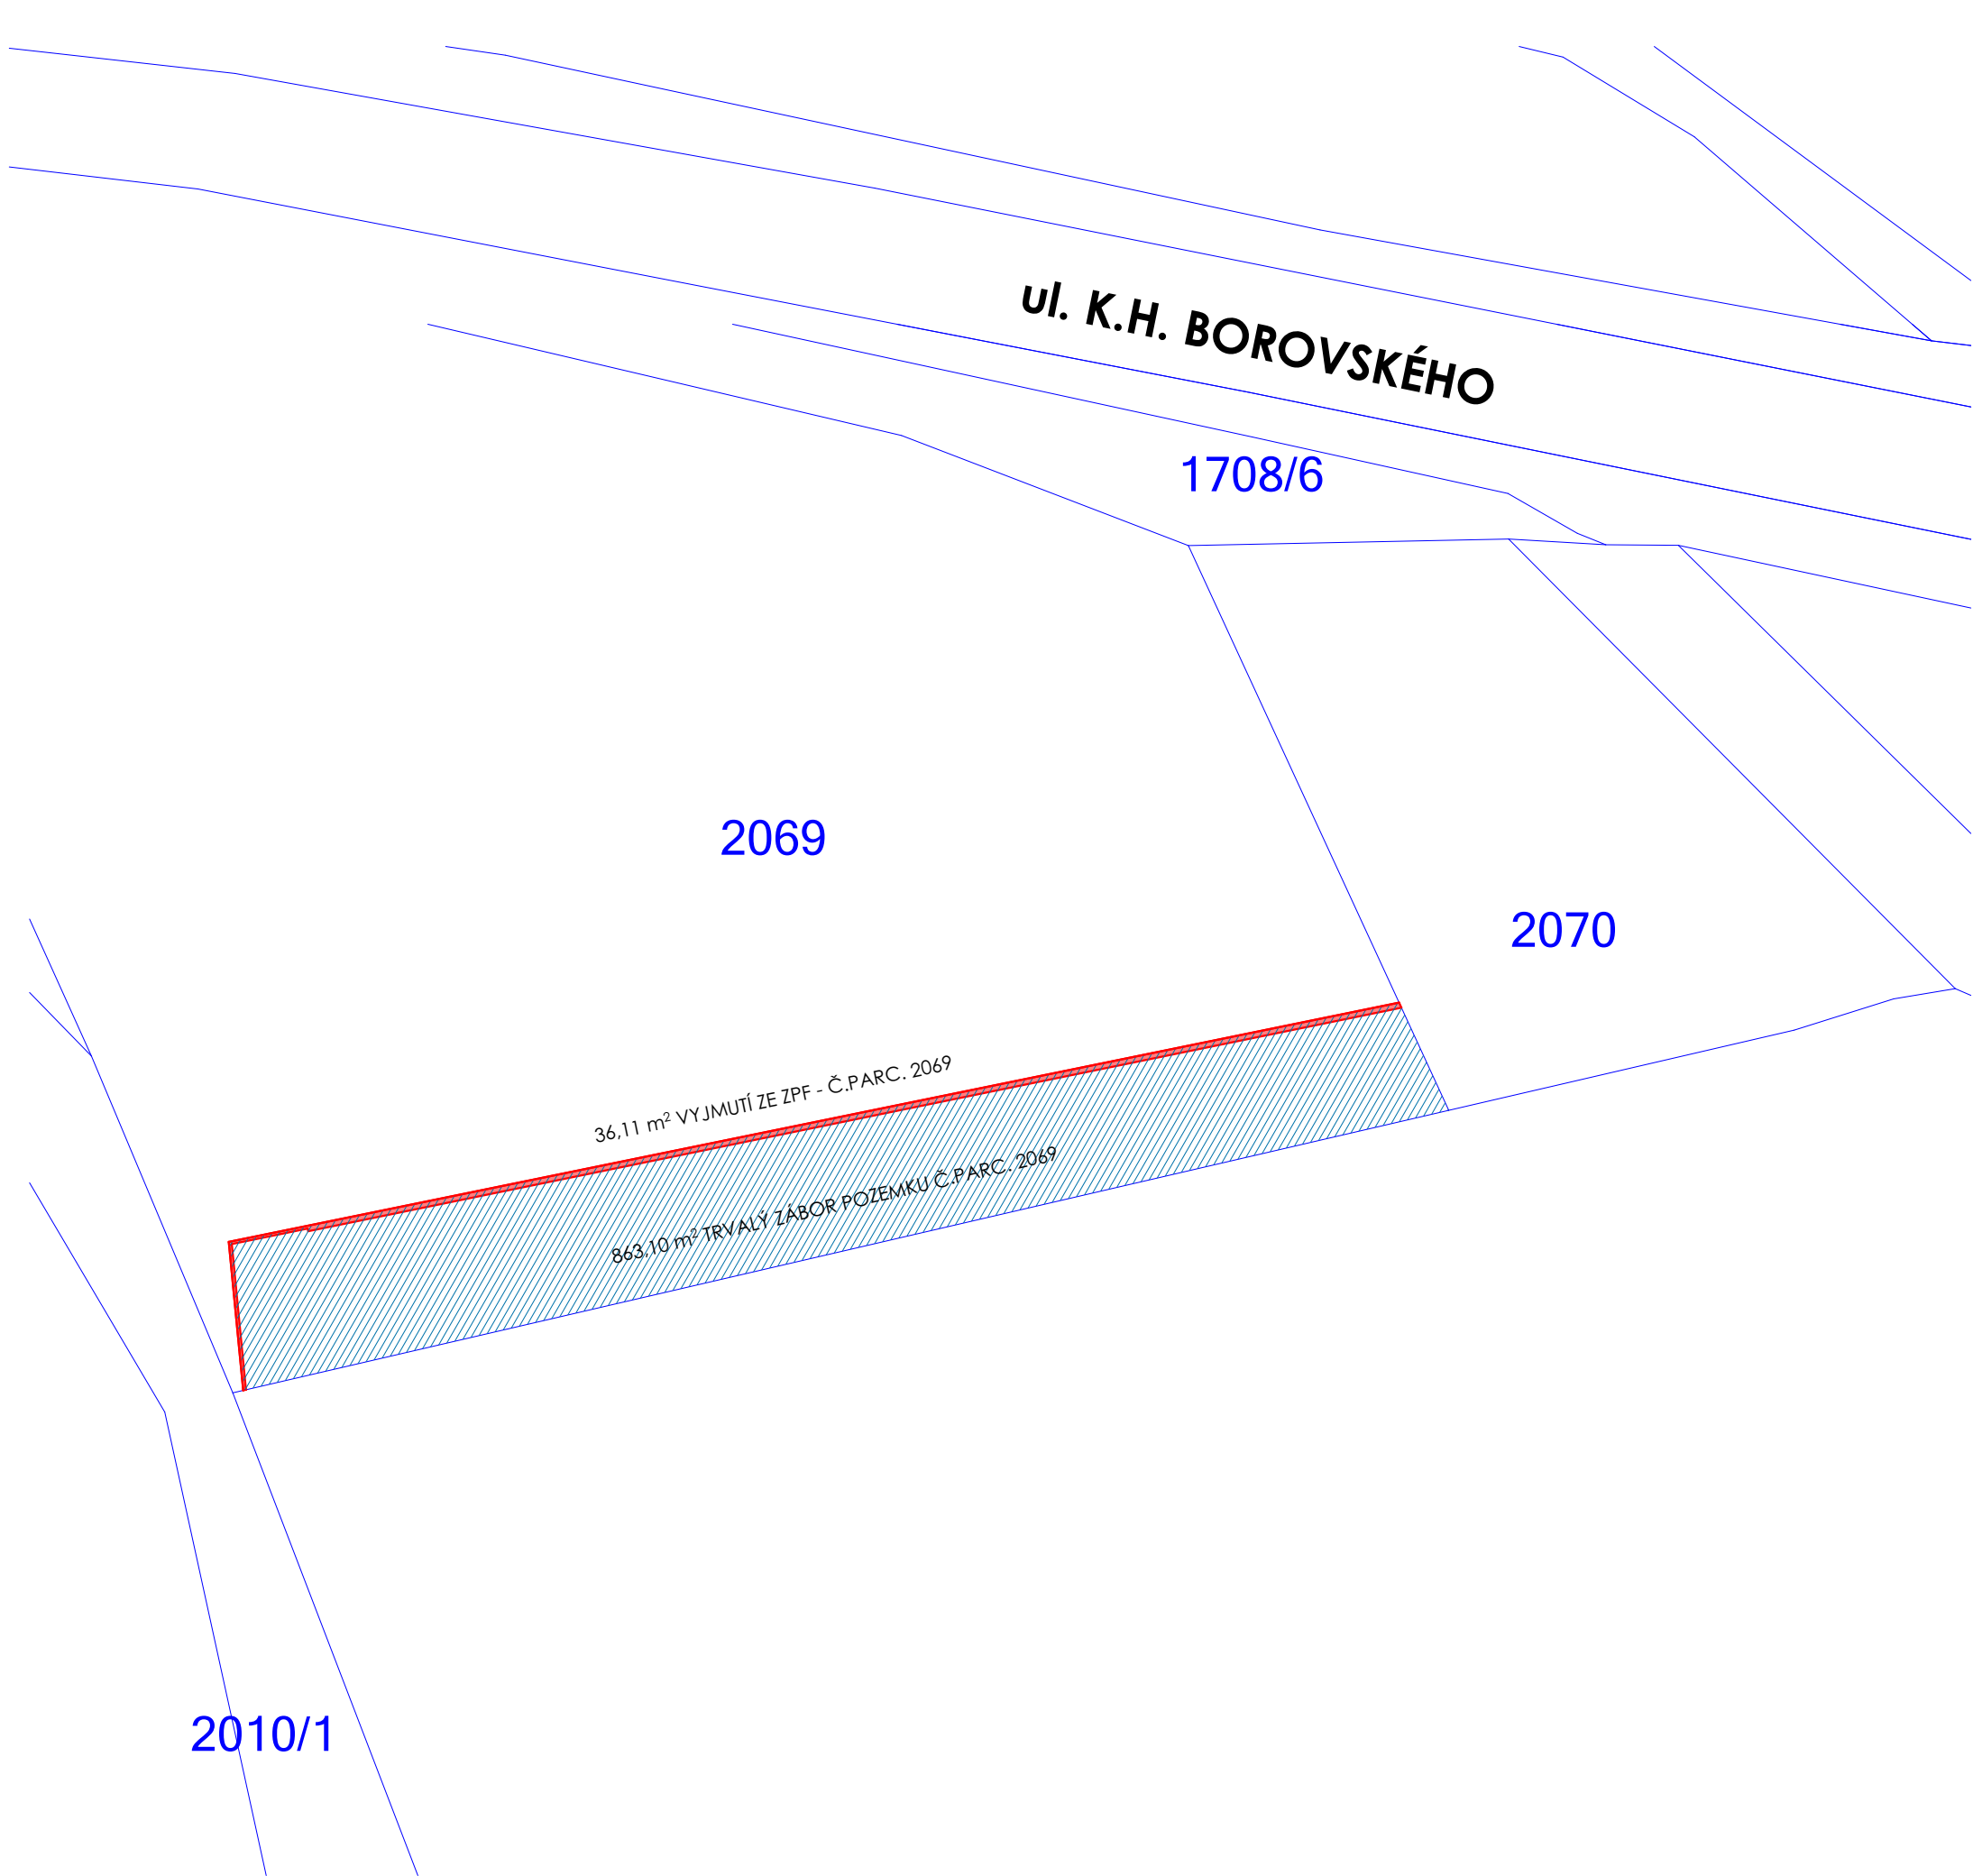 ul. K.H. BOROVSKÉHO
1708/6
2069
2070
36,11 m² VYJMUTÍ ZE ZPF - Č.PARC. 2069
863,10 m² TRVALÝ ZÁBOR POZEMKU Č.PARC. 2069
2010/1